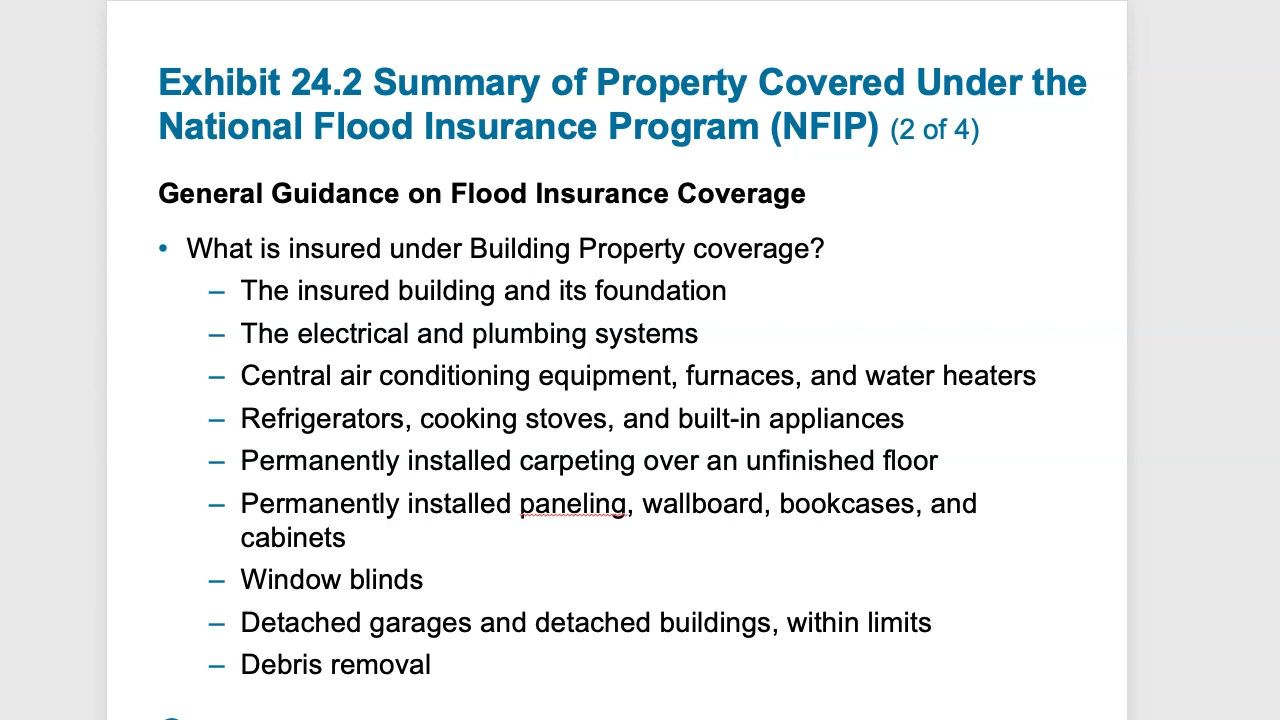 Exhibit 24.2 Summary of Property Covered Under the
National Flood Insurance Program (NFIP) (2 of 4)
General Guidance on Flood Insurance Coverage
• What is insured under Building Property coverage?
– The insured building and its foundation
– The electrical and plumbing systems
– Central air conditioning equipment, furnaces, and water heaters
– Refrigerators, cooking stoves, and built-in appliances
– Permanently installed carpeting over an unfinished floor
– Permanently installed paneling, wallboard, bookcases, and
cabinets
– Window blinds
– Detached garages and detached buildings, within limits
– Debris removal